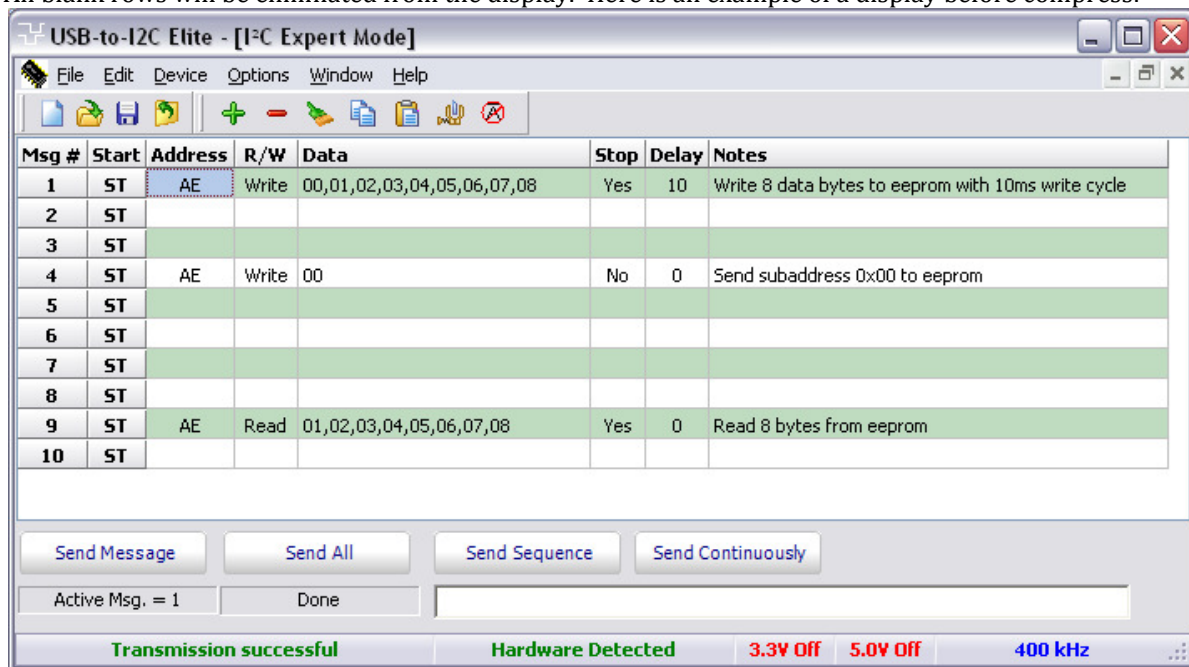 All blank rows will be eliminated from the display. Here is an example of a display before compress:
USB-to-I2C Elite - [I²C Expert Mode]
File Edit Device Options Window Help
Msg # Start Address R/W Data Stop Delay Notes
1 ST AE Write 00,01,02,03,04,05,06,07,08 Yes 10 Write 8 data bytes to eeprom with 10ms write cycle
2 ST
3 ST
4 ST AE Write 00 No 0 Send subaddress 0x00 to eeprom
5 ST
6 ST
7 ST
8 ST
9 ST AE Read 01,02,03,04,05,06,07,08 Yes 0 Read 8 bytes from eeprom
10 ST
Send Message Send All Send Sequence Send Continuously
Active Msg. = 1 Done
Transmission successful Hardware Detected 3.3V Off 5.0V Off 400 kHz